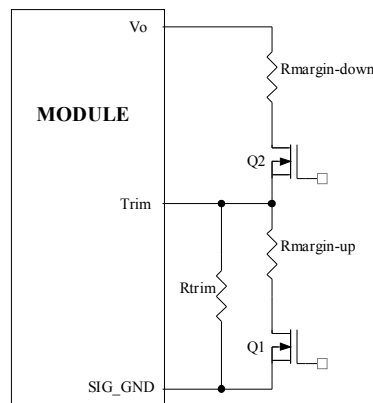 Vo
Rmargin-down
MODULE
Q2
Trim
Rmargin-up
Rtrim
Q1
SIG_GND